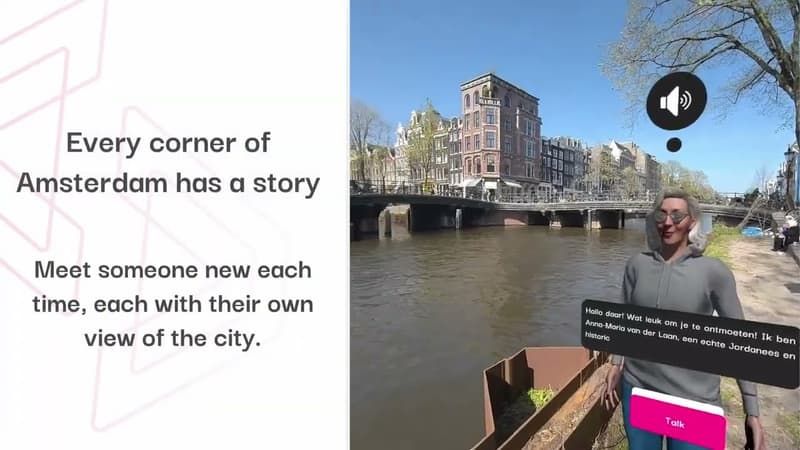 Every corner of
Amsterdam has a story
Meet someone new each
time, each with their own
view of the city.
Hallo daar! Wat leuk om je te ontmoeten! Ik ben
Anna-Maria van der Laan, een echte Jordanees en
historic
Talk